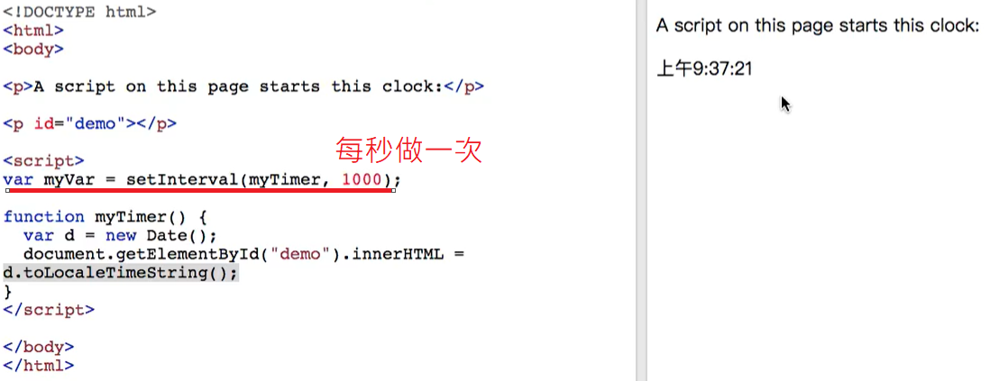 <!DOCTYPE html>
<html>
<body>
<p>A script on this page starts this clock:</p>
<p id="demo"></p>
<script>
每秒做一次
var myVar = setInterval(myTimer, 1000);
function myTimer() {
  var d = new Date();
  document.getElementById("demo").innerHTML =
d.toLocaleTimeString();
}
</script>
</body>
</html>
A script on this page starts this clock:
上午9:37:21